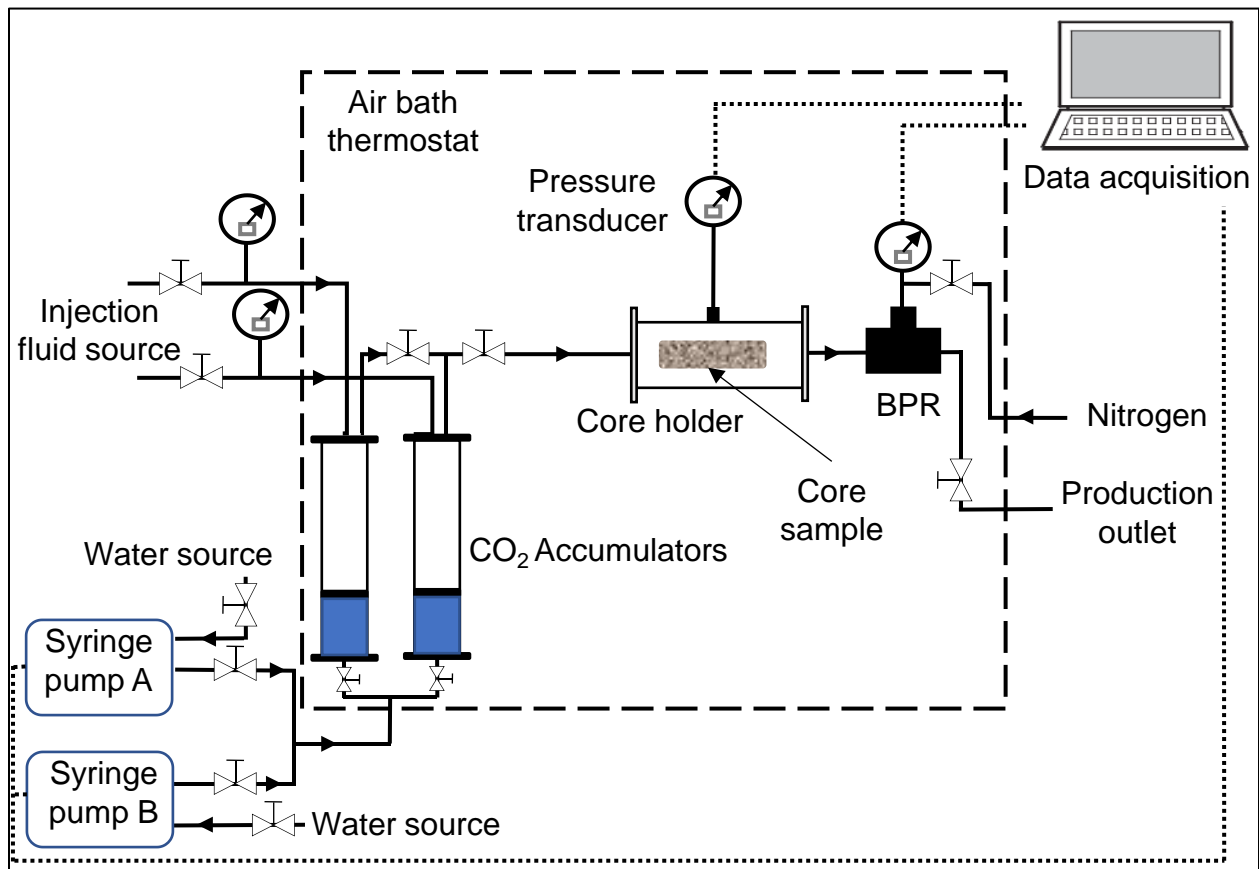 Air bath
thermostat
Data acquisition
Pressure
transducer
Injection
fluid source
Core holder
BPR
Nitrogen
Core
sample
Production
outlet
CO₂ Accumulators
Water source
Syringe
pump A
Syringe
pump B
Water source